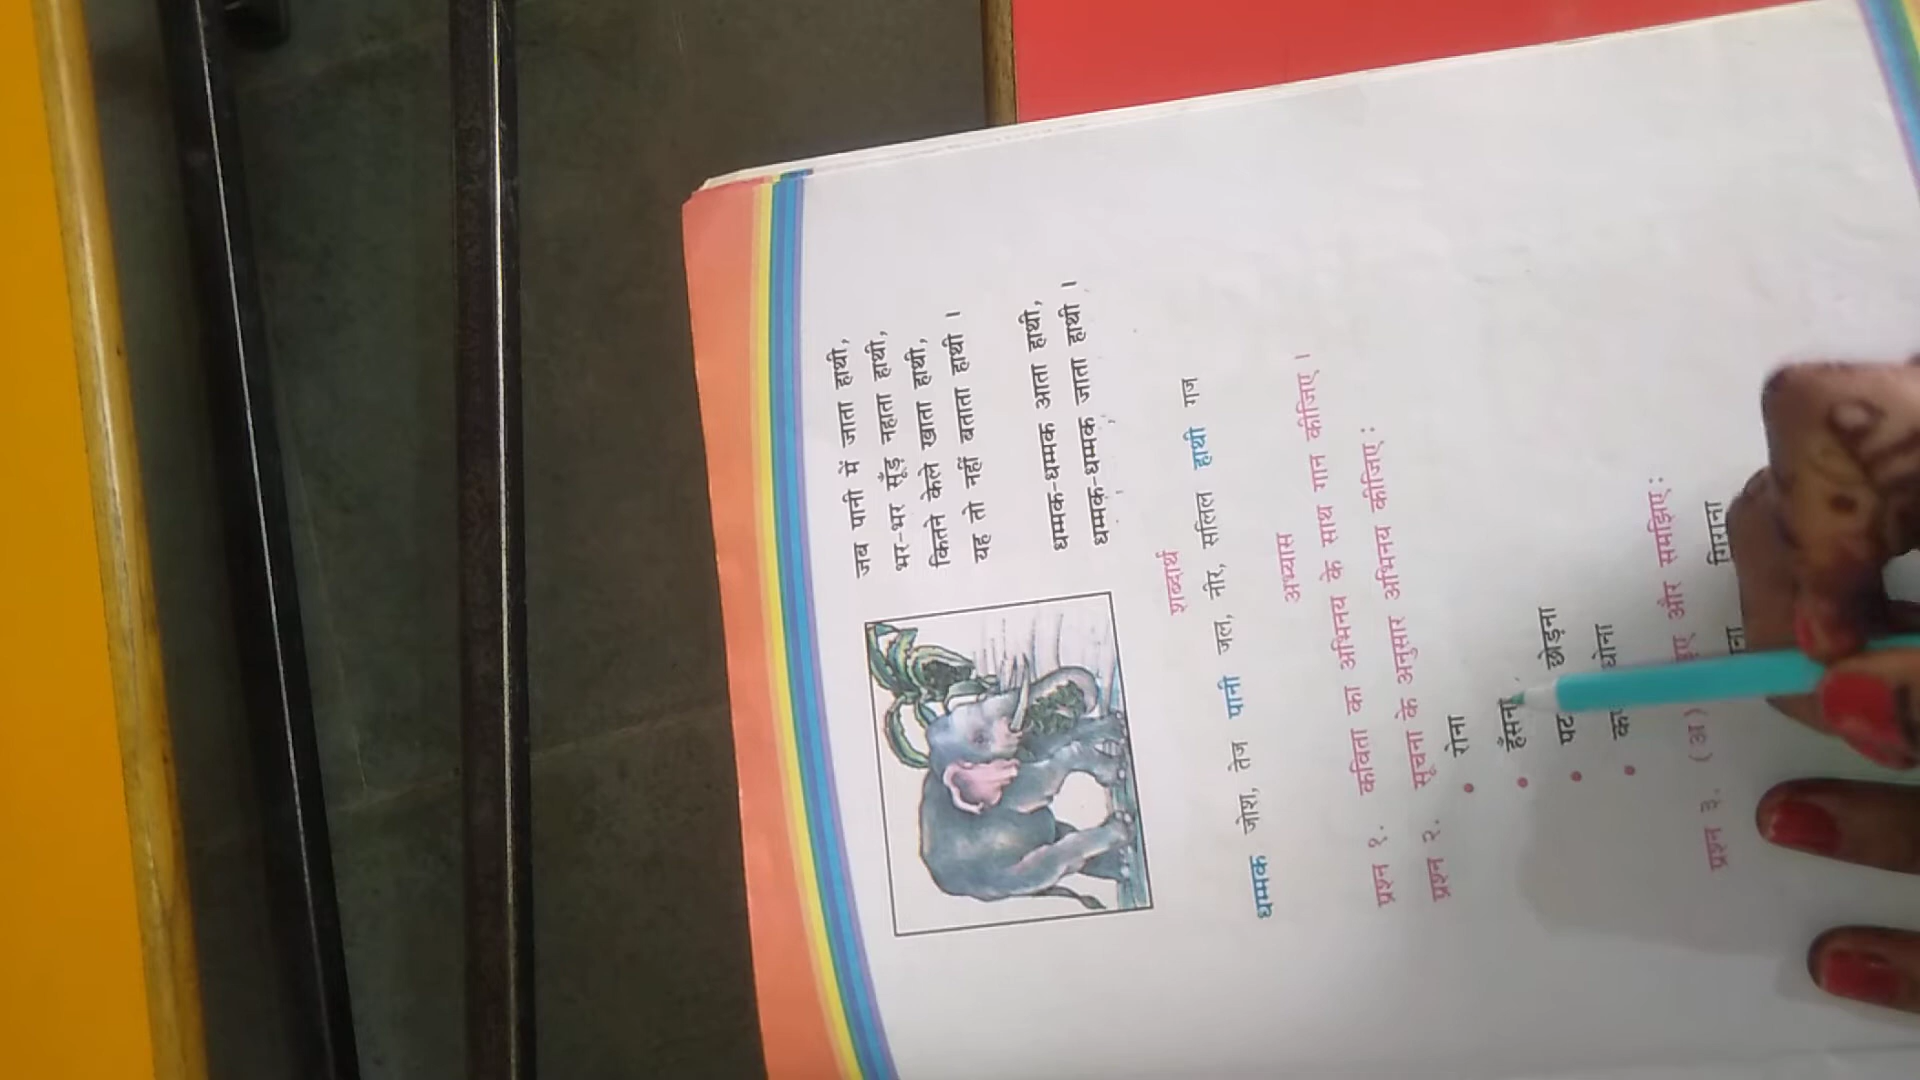 जब पानी में जाता हाथी,
भर-भर सूँड़ नहाता हाथी,
कितने केले खाता हाथी,
यह तो नहीं बताता हाथी ।
धम्मक-धम्मक आता हाथी,
धम्मक-धम्मक जाता हाथी ।
शब्दार्थ
धम्मक जोश, तेज पानी जल, नीर, सलिल हाथी गज
अभ्यास
प्रश्न १. कविता का अभिनय के साथ गान कीजिए ।
प्रश्न २. सूचना के अनुसार अभिनय कीजिए :
• रोना
• हँसना
• छोड़ना
• धोना
प्रश्न ३. (अ) और समझिए :
गिराना